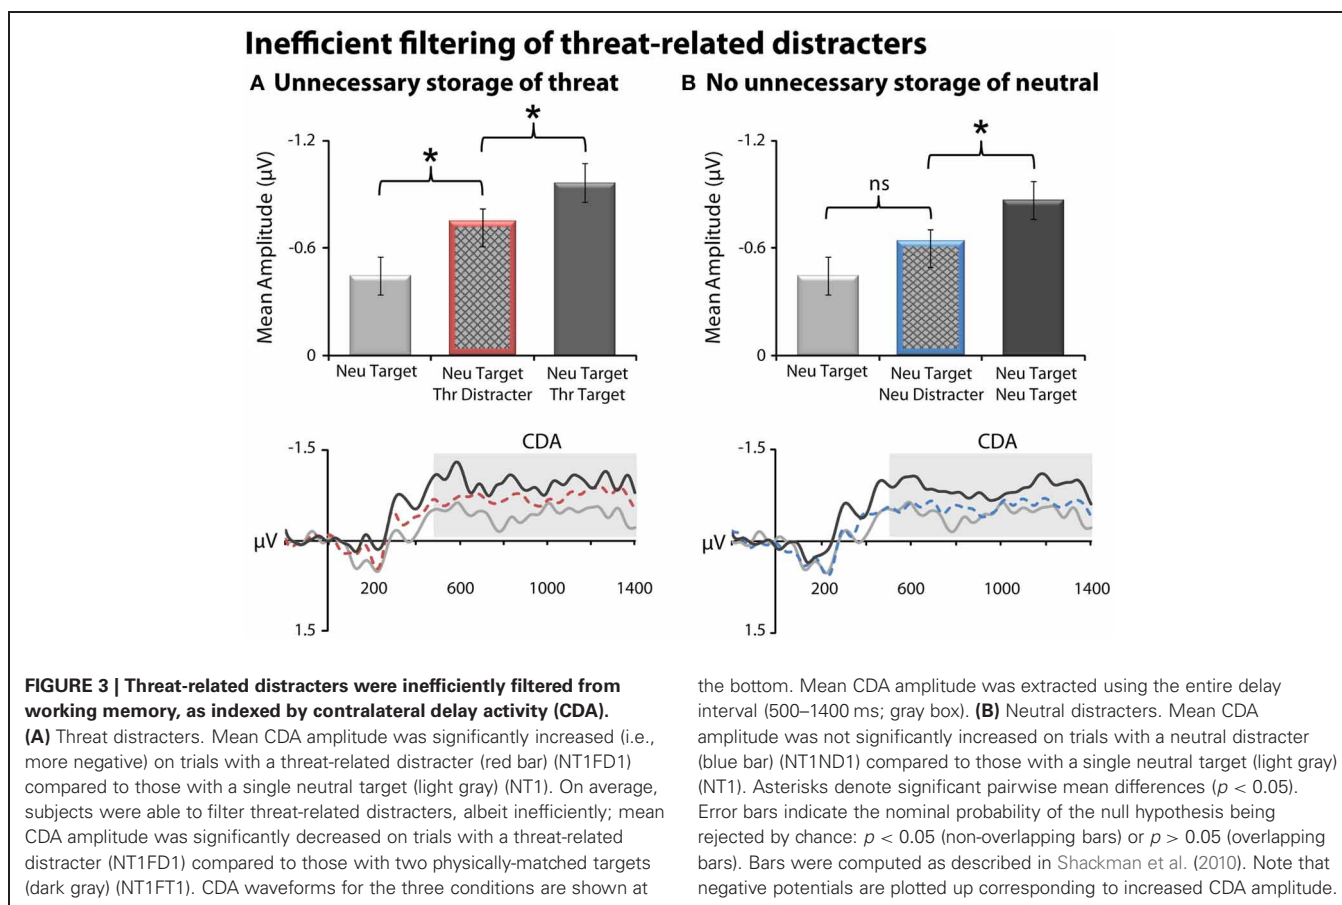 Inefficient filtering of threat-related distracters
A Unnecessary storage of threat
*
*
-1.2
-0.6
0
Mean Amplitude (µV)
Neu Target
Neu Target
Thr Distracter
Neu Target
Thr Target
CDA
-1.5
µV
1.5
200
600
1000
1400
B No unnecessary storage of neutral
ns
*
-1.2
-0.6
0
Mean Amplitude (µV)
Neu Target
Neu Target
Neu Distracter
Neu Target
Neu Target
CDA
-1.5
µV
1.5
200
600
1000
1400
FIGURE 3 | Threat-related distracters were inefficiently filtered from
working memory, as indexed by contralateral delay activity (CDA).
(A) Threat distracters. Mean CDA amplitude was significantly increased (i.e.,
more negative) on trials with a threat-related distracter (red bar) (NT1FD1)
compared to those with a single neutral target (light gray) (NT1). On average,
subjects were able to filter threat-related distracters, albeit inefficiently; mean
CDA amplitude was significantly decreased on trials with a threat-related
distracter (NT1FD1) compared to those with two physically-matched targets
(dark gray) (NT1FT1). CDA waveforms for the three conditions are shown at
the bottom. Mean CDA amplitude was extracted using the entire delay
interval (500–1400 ms; gray box). (B) Neutral distracters. Mean CDA
amplitude was not significantly increased on trials with a neutral distracter
(blue bar) (NT1ND1) compared to those with a single neutral target (light gray)
(NT1). Asterisks denote significant pairwise mean differences (p < 0.05).
Error bars indicate the nominal probability of the null hypothesis being
rejected by chance: p < 0.05 (non-overlapping bars) or p > 0.05 (overlapping
bars). Bars were computed as described in Shackman et al. (2010). Note that
negative potentials are plotted up corresponding to increased CDA amplitude.